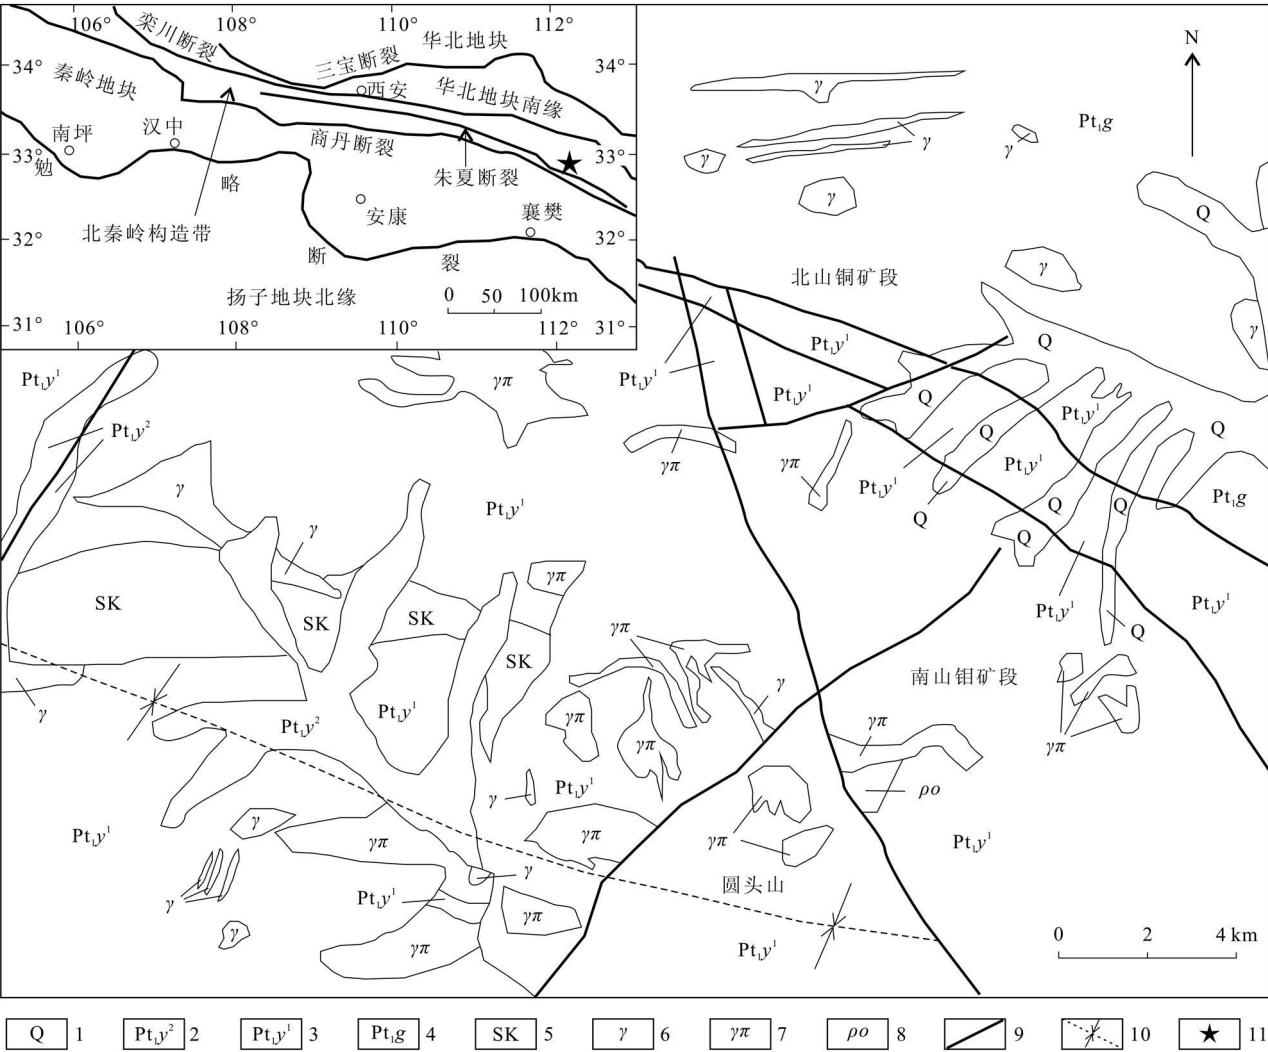 106° 108° 110° 112°
栾川断裂
三宝断裂
华北地块
34°
34°
秦岭地块
西安
华北地块南缘
南坪
汉中
商丹断裂
33°
33°
勉
略
朱夏断裂
安康
襄樊
北秦岭构造带
32°
32°
断
裂
扬子地块北缘
0 50 100km
31°
31°
106° 108° 110° 112°
N
γ
Pt₁g
γ
γ
γ
γ
Q
γ
北山铜矿段
γ
Q
Pt₁y¹
Pt₁y¹
Pt₁y¹
γπ
Pt₁y¹
Q
Pt₁y¹
Q
Pt₁y²
Q
γπ
γπ
Pt₁y¹
Pt₁y¹
γ
Pt₁g
Pt₁y¹
Q
Q
Q
Q
γ
γπ
SK
SK
SK
Pt₁y¹
Pt₁y¹
Q
γπ
SK
南山钼矿段
γ
γ
Pt₁y¹
γπ
Pt₁y²
γπ
γπ
γπ
γ
Pt₁y¹
ρo
γ
Pt₁y¹
γπ
γπ
γπ
Pt₁y¹
γ
圆头山
γ
Pt₁y¹
γπ
γ
γπ
Pt₁y¹
0 2 4 km
Q 1 Pt₁y² 2 Pt₁y¹ 3 Pt₁g 4 SK 5 γ 6 γπ 7 ρo 8 9 10 ★ 11